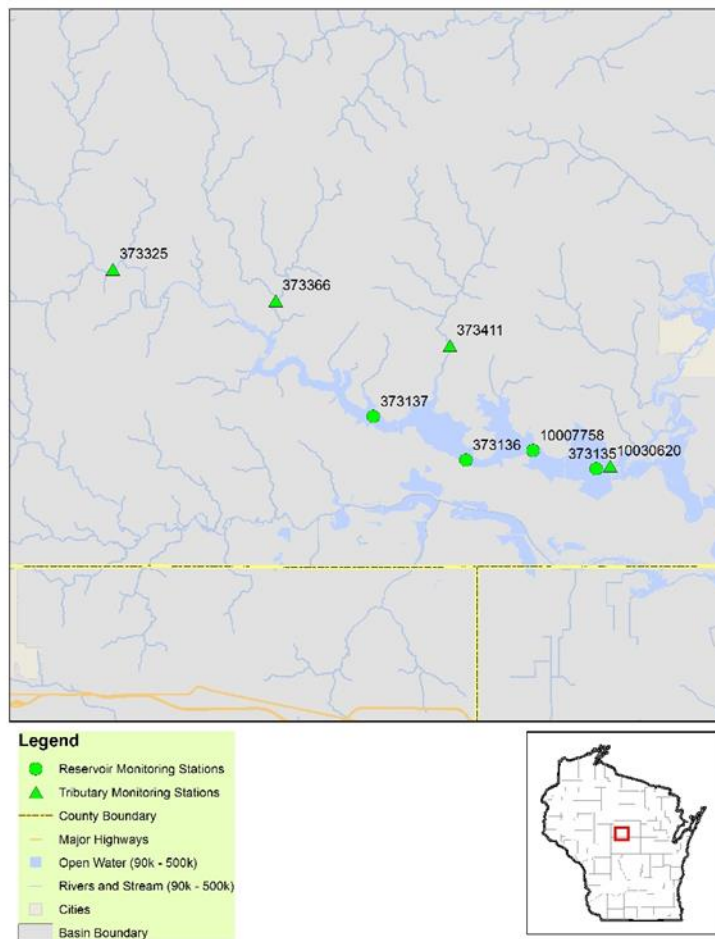 373325
373366
373411
373137
10007758
373136
373135
10030620
Legend
Reservoir Monitoring Stations
Tributary Monitoring Stations
County Boundary
Major Highways
Open Water (90k - 500k)
Rivers and Stream (90k - 500k)
Cities
Basin Boundary